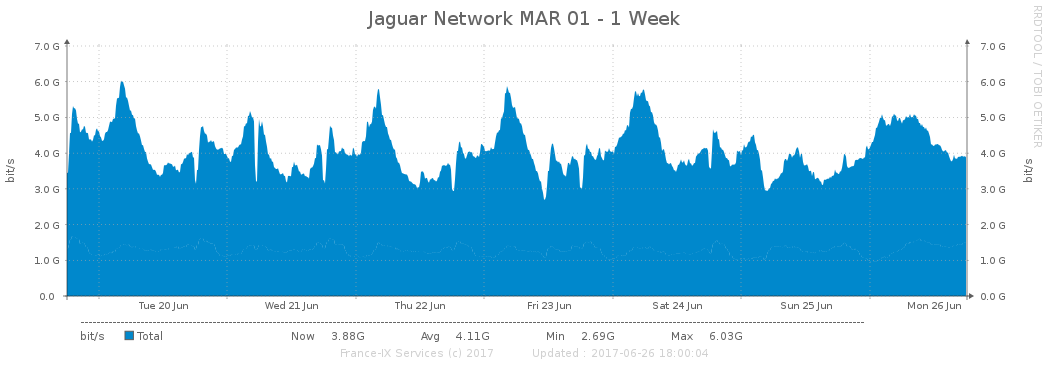 Jaguar Network MAR 01 - 1 Week
RRDTOOL / TOBI OETIKER
bit/s
bit/s
7.0 G 7.0 G
6.0 G 6.0 G
5.0 G 5.0 G
4.0 G 4.0 G
3.0 G 3.0 G
2.0 G 2.0 G
1.0 G 1.0 G
0.0 0.0 G
Tue 20 Jun Wed 21 Jun Thu 22 Jun Fri 23 Jun Sat 24 Jun Sun 25 Jun Mon 26 Jun
bit/s Total Now 3.88G Avg 4.11G Min 2.69G Max 6.03G
France-IX Services (c) 2017 Updated : 2017-06-26 18:00:04